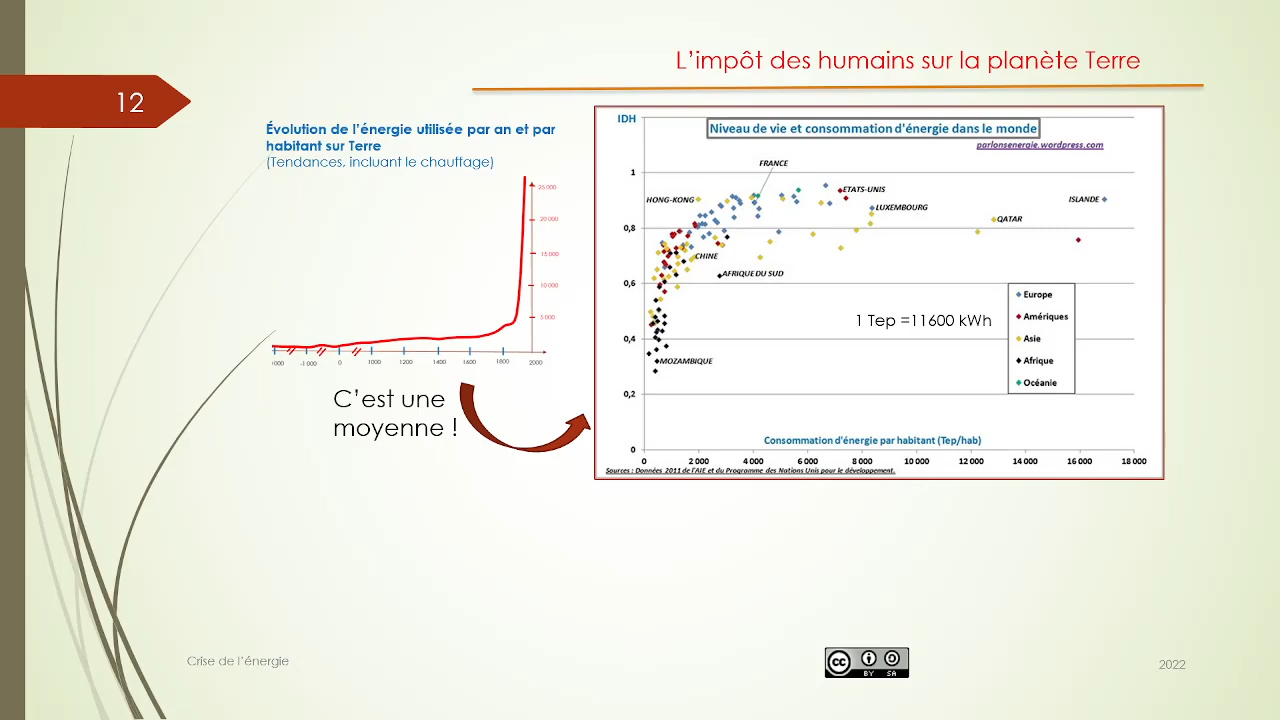 L'impôt des humains sur la planète Terre
12
Évolution de l'énergie utilisée par an et par
habitant sur Terre
(Tendances, incluant le chauffage)
25 000
20 000
15 000
10 000
5 000
-1 000
0
1000
1200
1400
1600
1800
2000
C'est une
moyenne !
IDH
Niveau de vie et consommation d'énergie dans le monde
parlonsenergie.wordpress.com
FRANCE
1
ETATS-UNIS
HONG-KONG
LUXEMBOURG
ISLANDE
QATAR
0,8
CHINE
AFRIQUE DU SUD
0,6
Europe
1 Tep =11600 kWh
Amériques
0,4
Asie
MOZAMBIQUE
Afrique
Océanie
0,2
Consommation d'énergie par habitant (Tep/hab)
0
0 2 000 4 000 6 000 8 000 10 000 12 000 14 000 16 000 18 000
Sources : Données 2011 de l'AIE et du Programme des Nations Unis pour le développement.
Crise de l'énergie
cc BY SA
2022